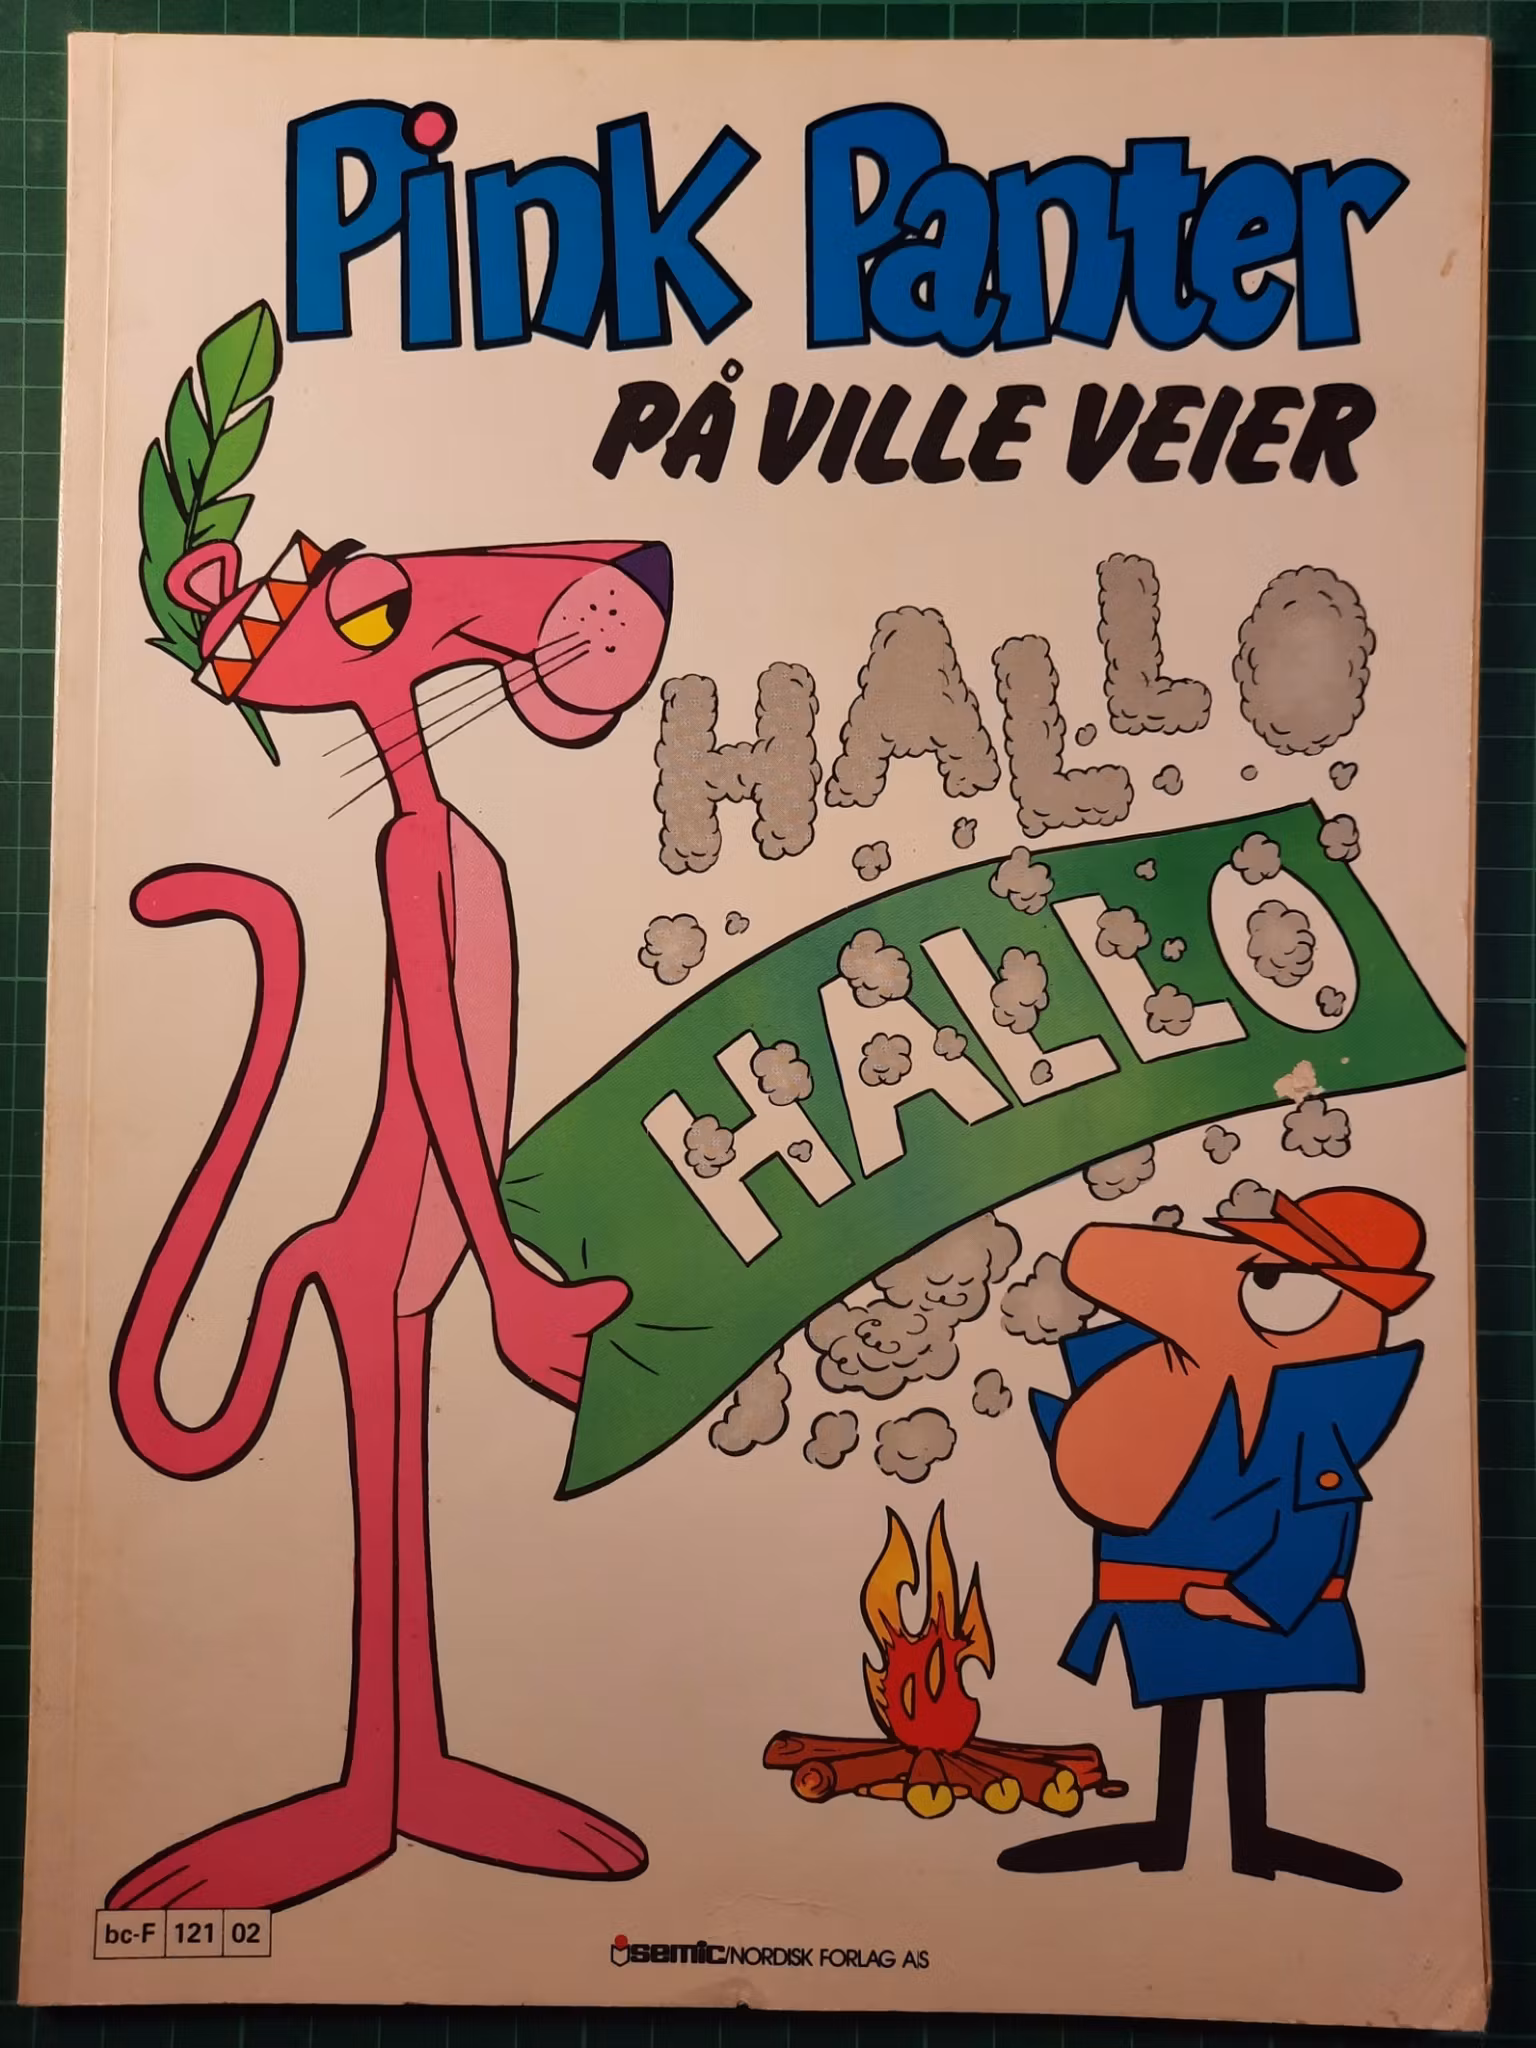 Pink Panter
PÅ VILLE VEIER
HALLO
HALLO
bc-F 121 02
semic/NORDISK FORLAG A/S